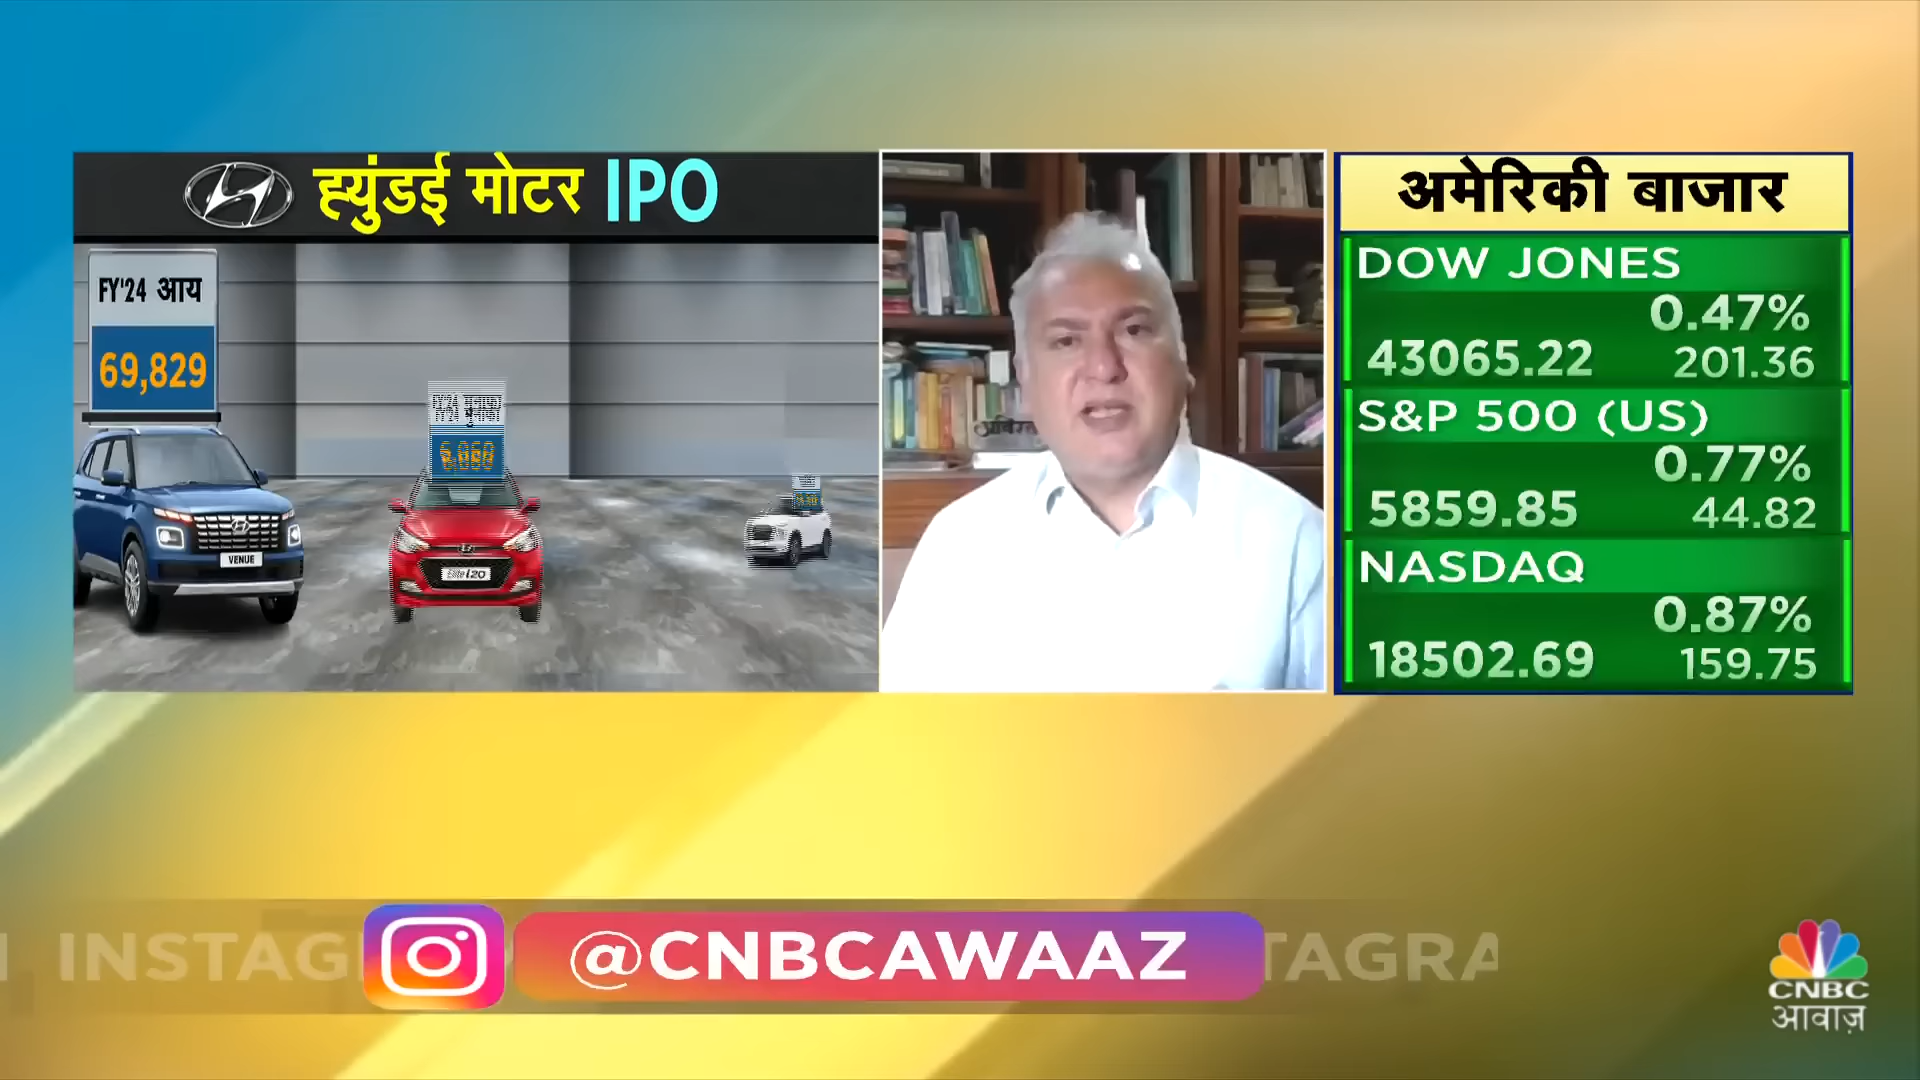 ह्युंडई मोटर IPO
FY'24 आय
69,829
VENUE
Elite i20
अमेरिकी बाजार
DOW JONES
0.47%
43065.22 201.36
S&P 500 (US)
0.77%
5859.85 44.82
NASDAQ
0.87%
18502.69 159.75
INSTAG
@CNBCAWAAZ
TAGRA
CNBC
आवाज़